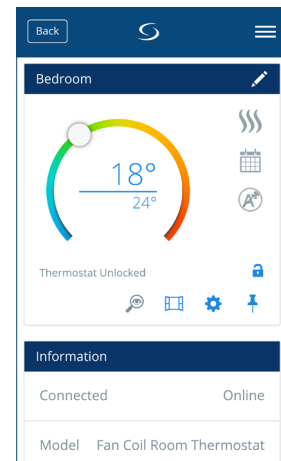 Back
Bedroom
18°
24°
A+
Thermostat Unlocked
Information
Connected Online
Model Fan Coil Room Thermostat